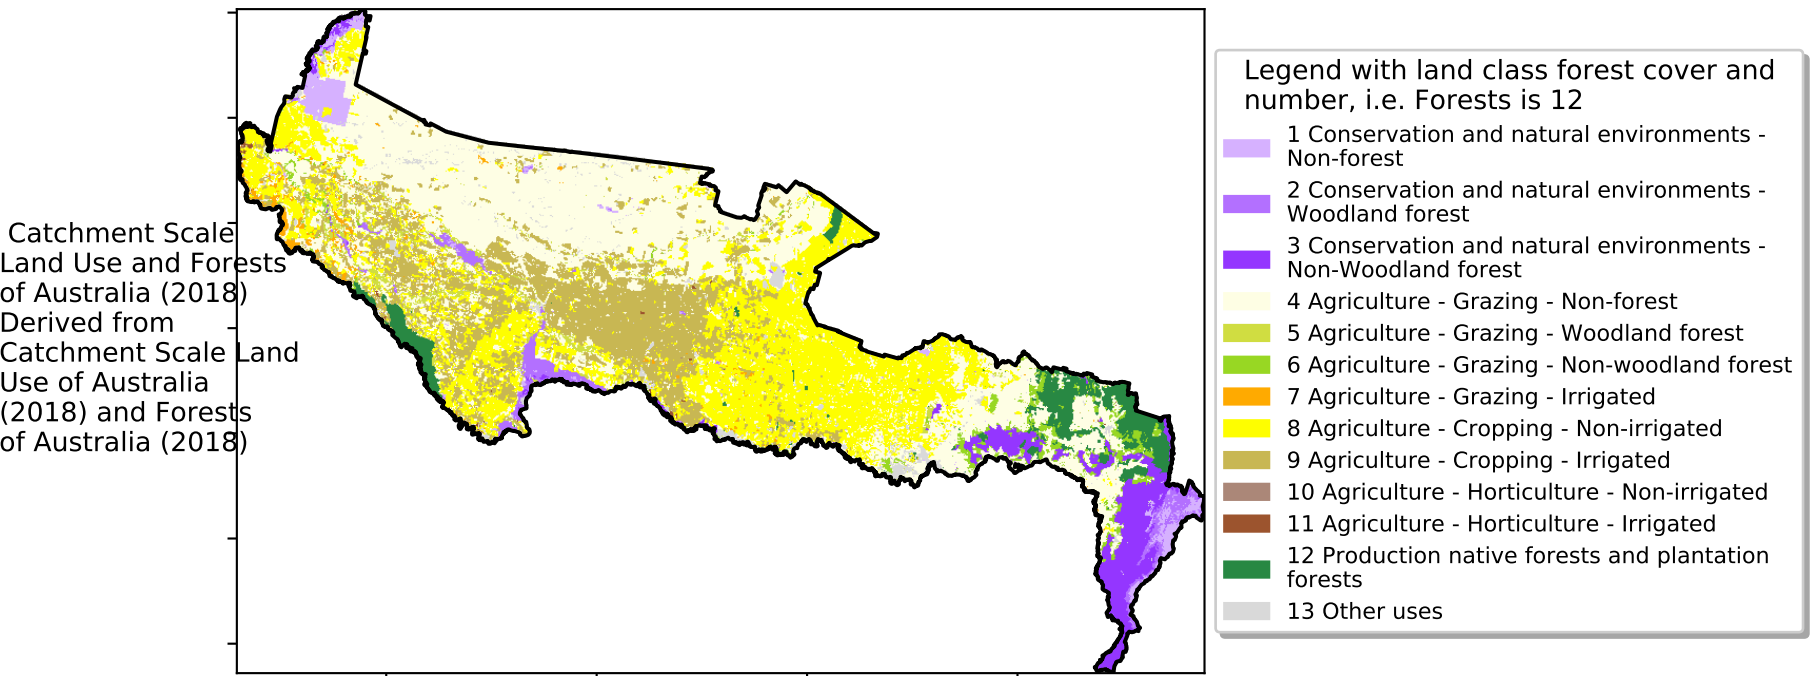 Catchment Scale
Land Use and Forests
of Australia (2018)
Derived from
Catchment Scale Land
Use of Australia
(2018) and Forests
of Australia (2018)
Legend with land class forest cover and
number, i.e. Forests is 12
1 Conservation and natural environments -
Non-forest
2 Conservation and natural environments -
Woodland forest
3 Conservation and natural environments -
Non-Woodland forest
4 Agriculture - Grazing - Non-forest
5 Agriculture - Grazing - Woodland forest
6 Agriculture - Grazing - Non-woodland forest
7 Agriculture - Grazing - Irrigated
8 Agriculture - Cropping - Non-irrigated
9 Agriculture - Cropping - Irrigated
10 Agriculture - Horticulture - Non-irrigated
11 Agriculture - Horticulture - Irrigated
12 Production native forests and plantation
forests
13 Other uses